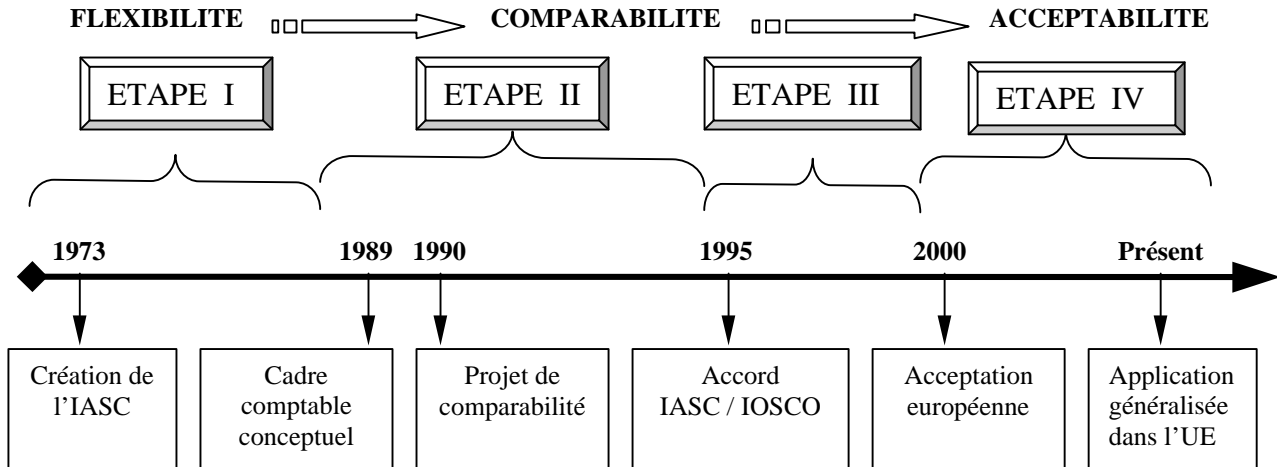 FLEXIBILITE COMPARABILITE ACCEPTABILITE
ETAPE I ETAPE II ETAPE III ETAPE IV
1973 1989 1990 1995 2000 Présent
Création de
l’IASC
Cadre
comptable
conceptuel
Projet de
comparabilité
Accord
IASC / IOSCO
Acceptation
européenne
Application
généralisée
dans l’UE